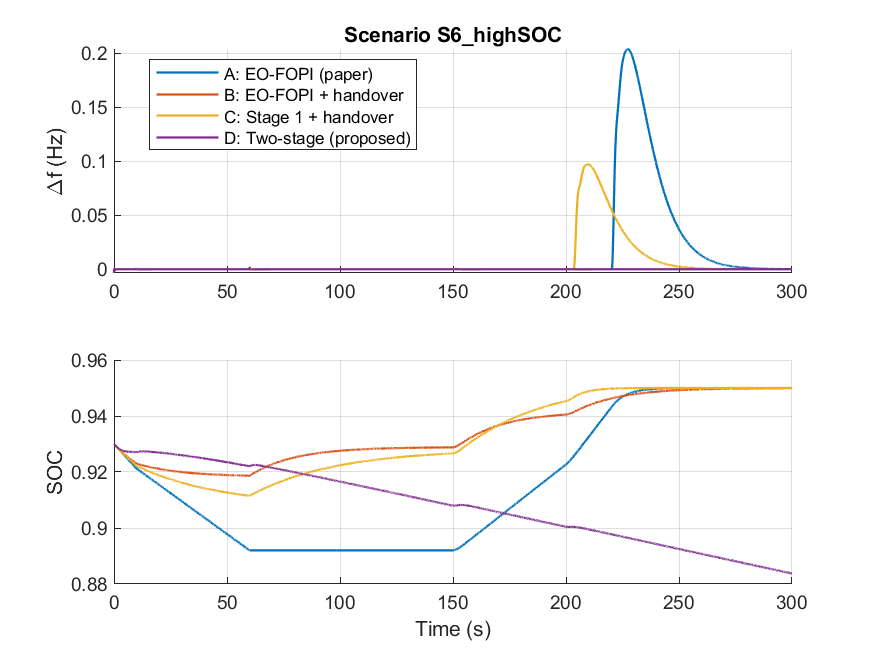 Scenario S6_highSOC
0.2
0.15
0.1
0.05
0
Δf (Hz)
A: EO-FOPI (paper)
B: EO-FOPI + handover
C: Stage 1 + handover
D: Two-stage (proposed)
0 50 100 150 200 250 300
0.96
0.94
0.92
0.9
0.88
SOC
0 50 100 150 200 250 300
Time (s)